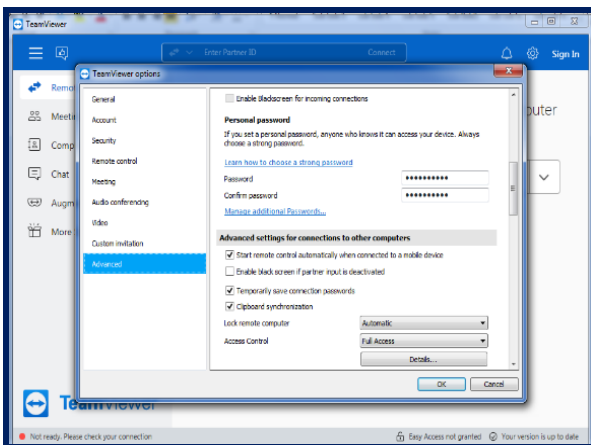 TeamViewer
Enter Partner ID
Connect
Sign In
TeamViewer options
Remo
Meeti
Comp
Chat
Augm
More
puter
General
Account
Security
Remote control
Meeting
Audio conferencing
Video
Custom invitation
Advanced
Enable Blackscreen for incoming connections
Personal password
If you set a personal password, anyone who knows it can access your device. Always
choose a strong password.
Learn how to choose a strong password
Password
Confirm password
Manage additional Passwords...
Advanced settings for connections to other computers
Start remote control automatically when connected to a mobile device
Enable black screen if partner input is deactivated
Temporarily save connection passwords
Clipboard synchronization
Lock remote computer Automatic
Access Control Full Access
Details...
OK Cancel
TeamViewer
Not ready. Please check your connection
Easy Access not granted
Your version is up to date